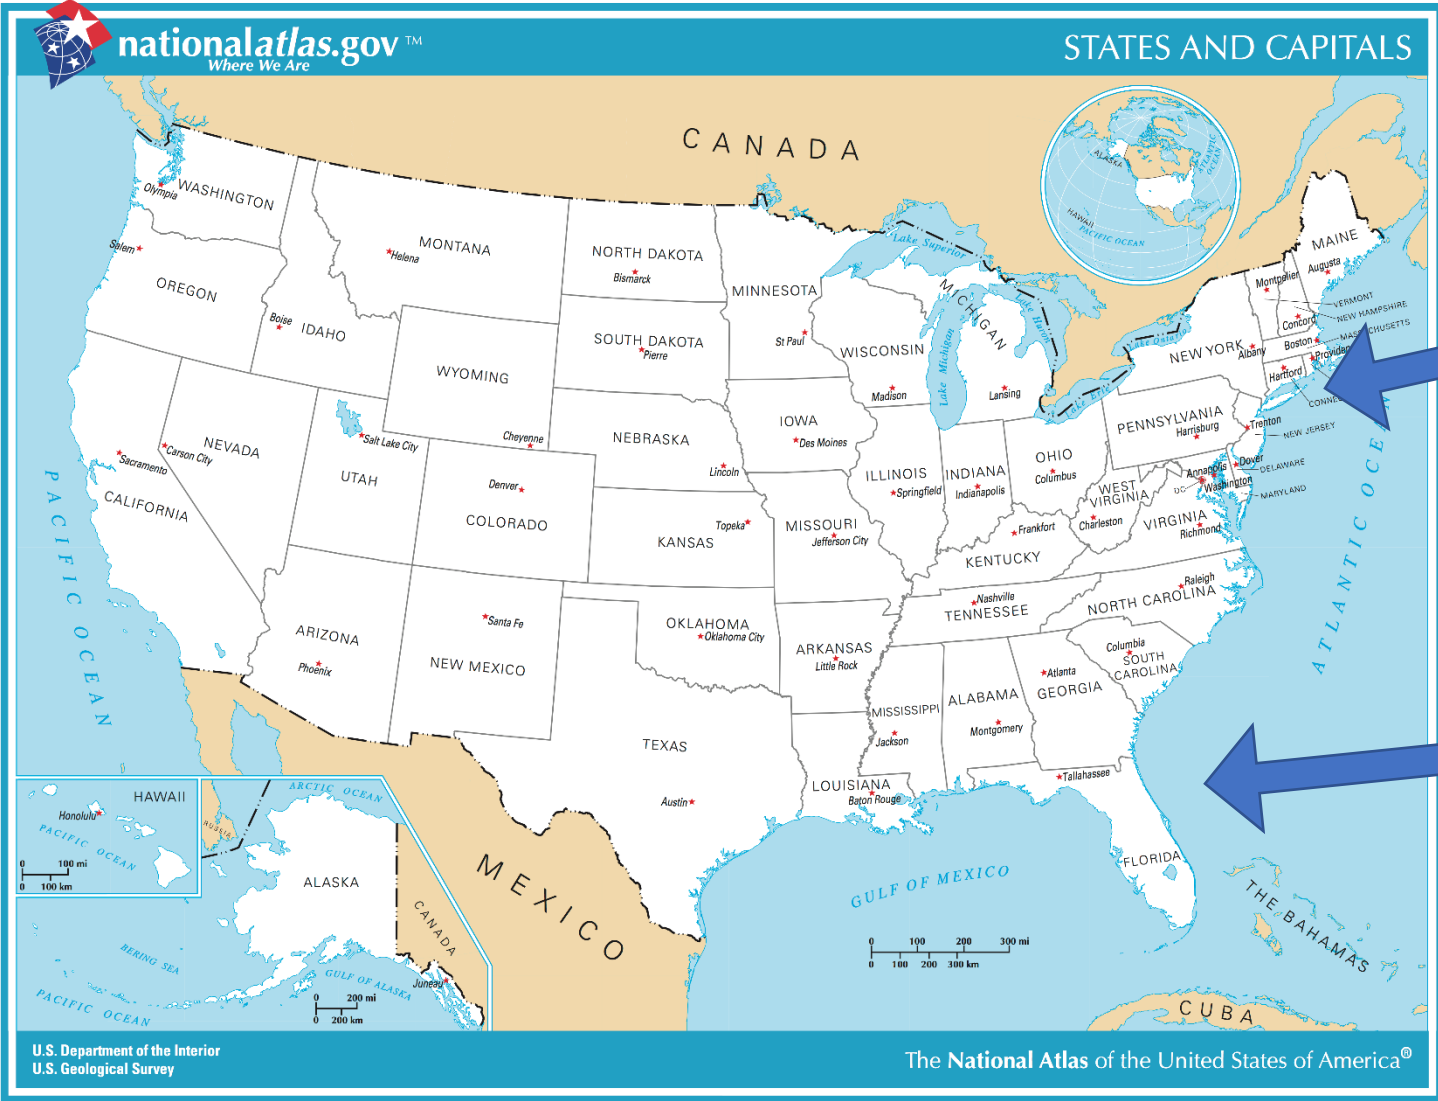 nationalatlas.gov ™
Where We Are
STATES AND CAPITALS
CANADA
ALASKA
ATLANTIC OCEAN
HAWAII
PACIFIC OCEAN
WASHINGTON
Olympia
Salem
OREGON
MONTANA
Helena
Boise
IDAHO
NORTH DAKOTA
Bismarck
MINNESOTA
St Paul
SOUTH DAKOTA
Pierre
WYOMING
Cheyenne
WISCONSIN
Madison
Lake Superior
MICHIGAN
Lansing
Lake Michigan
Lake Huron
Lake Ontario
Lake Erie
MAINE
Augusta
Montpelier
VERMONT
NEW HAMPSHIRE
Concord
Boston
NEW YORK
Albany
Hartford
PENNSYLVANIA
Harrisburg
Trenton
NEW JERSEY
Dover
DELAWARE
Annapolis
DC
Washington
MARYLAND
NEVADA
Carson City
Sacramento
CALIFORNIA
Salt Lake City
UTAH
Denver
COLORADO
NEBRASKA
Lincoln
IOWA
Des Moines
ILLINOIS
Springfield
INDIANA
Indianapolis
OHIO
Columbus
WEST
VIRGINIA
Charleston
VIRGINIA
Richmond
Topeka
KANSAS
MISSOURI
Jefferson City
Frankfort
KENTUCKY
Nashville
TENNESSEE
Raleigh
NORTH CAROLINA
Columbia
SOUTH
CAROLINA
ARIZONA
Phoenix
Santa Fe
NEW MEXICO
OKLAHOMA
Oklahoma City
ARKANSAS
Little Rock
MISSISSIPPI
Jackson
ALABAMA
Montgomery
Atlanta
GEORGIA
TEXAS
Austin
LOUISIANA
Baton Rouge
Tallahassee
FLORIDA
PACIFIC OCEAN
ATLANTIC
GULF OF MEXICO
MEXICO
THE BAHAMAS
CUBA
0 100 200 300 mi
0 100 200 300 km
HAWAII
Honolulu
PACIFIC OCEAN
0 100 mi
0 100 km
ARCTIC OCEAN
RUSSIA
ALASKA
CANADA
BERING SEA
GULF OF ALASKA
Juneau
PACIFIC OCEAN
0 200 mi
0 200 km
U.S. Department of the Interior
U.S. Geological Survey
The National Atlas of the United States of America®